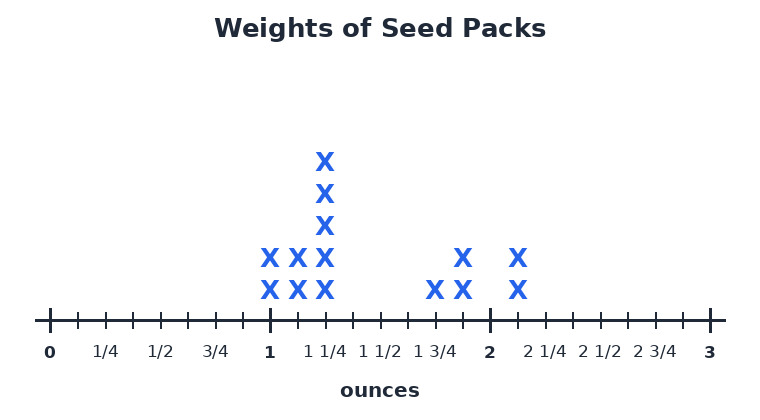 Weights of Seed Packs
X
X
X
X X X X X
X X X X X X
0 1/4 1/2 3/4 1 1 1/4 1 1/2 1 3/4 2 2 1/4 2 1/2 2 3/4 3
ounces